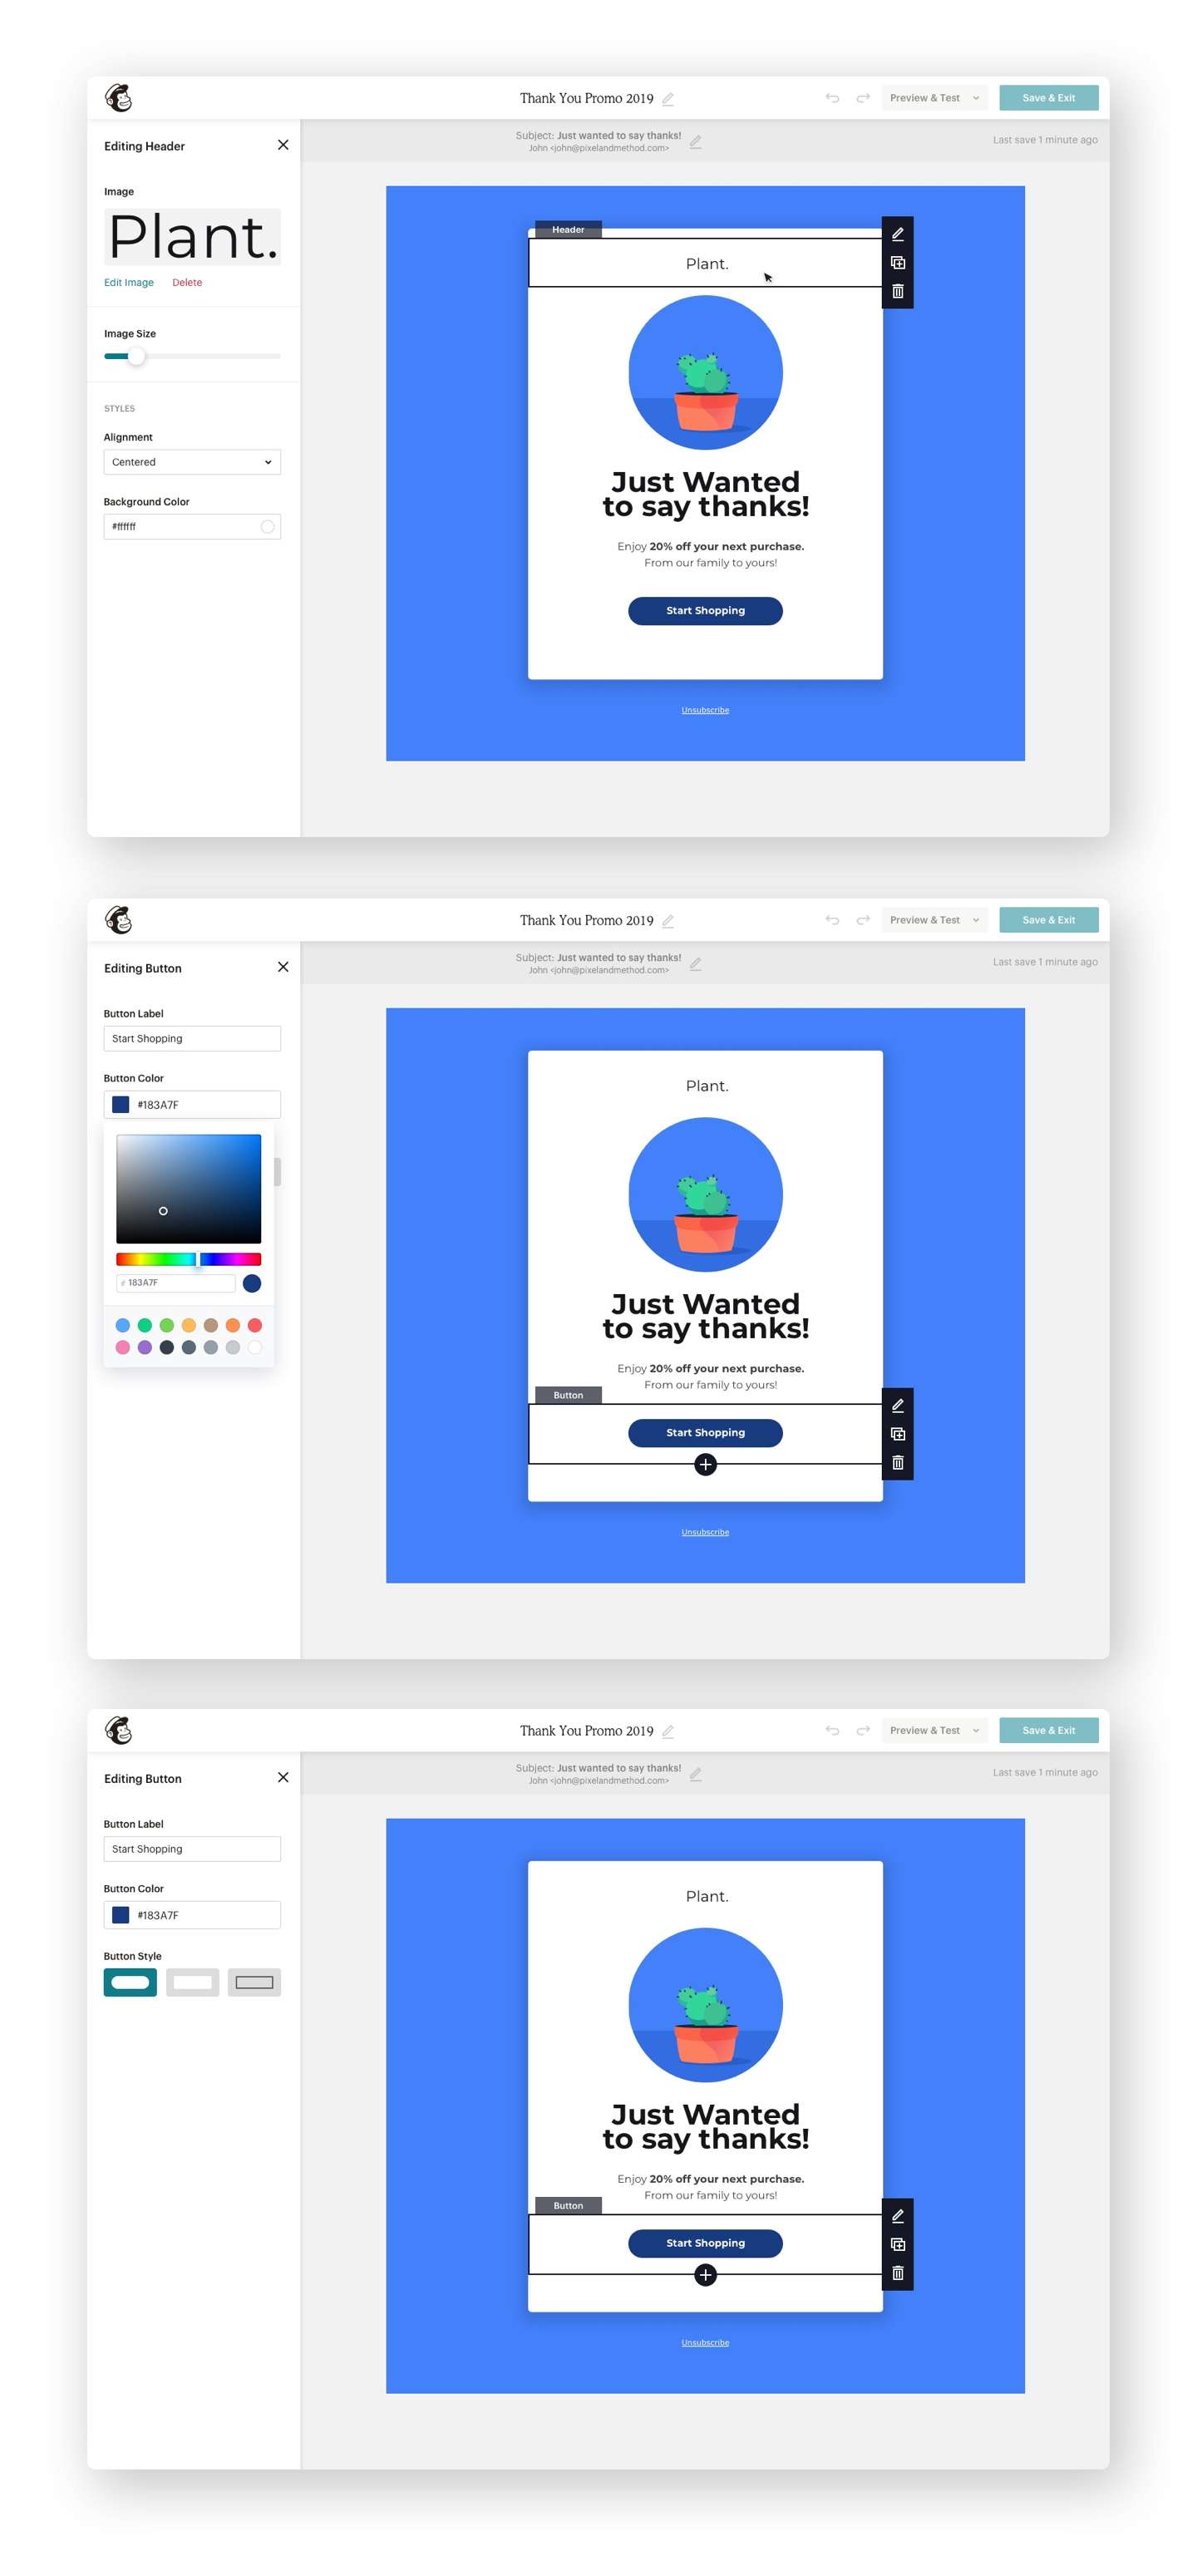 Thank You Promo 2019
Preview & Test
Save & Exit
Editing Header
Subject: Just wanted to say thanks!
John <john@pixelandmethod.com>
Last save 1 minute ago
Image
Plant.
Edit Image
Delete
Image Size
STYLES
Alignment
Centered
Background Color
#ffffff
Header
Plant.
Just Wanted
to say thanks!
Enjoy 20% off your next purchase.
From our family to yours!
Start Shopping
Unsubscribe
Thank You Promo 2019
Preview & Test
Save & Exit
Editing Button
Subject: Just wanted to say thanks!
John <john@pixelandmethod.com>
Last save 1 minute ago
Button Label
Start Shopping
Button Color
#183A7F
# 183A7F
Plant.
Just Wanted
to say thanks!
Enjoy 20% off your next purchase.
From our family to yours!
Button
Start Shopping
Unsubscribe
Thank You Promo 2019
Preview & Test
Save & Exit
Editing Button
Subject: Just wanted to say thanks!
John <john@pixelandmethod.com>
Last save 1 minute ago
Button Label
Start Shopping
Button Color
#183A7F
Button Style
Plant.
Just Wanted
to say thanks!
Enjoy 20% off your next purchase.
From our family to yours!
Button
Start Shopping
Unsubscribe